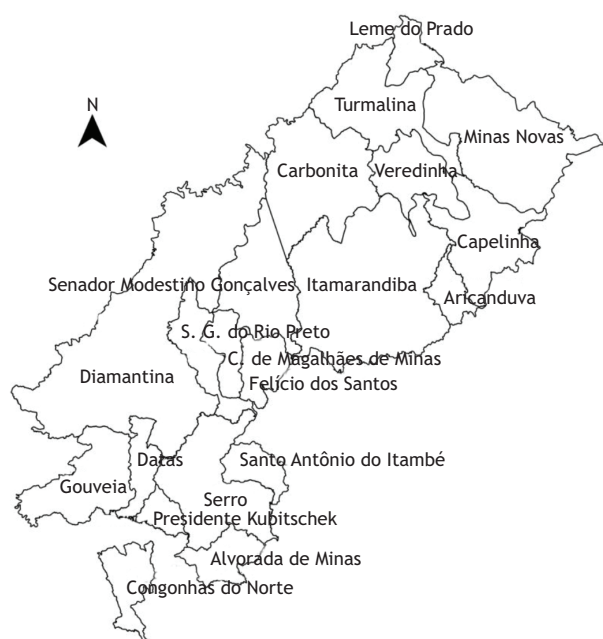 Leme do Prado
N
Turmalina
Minas Novas
Carbonita
Veredinha
Capelinha
Senador Modestino Gonçalves
Itamarandiba
Aricanduva
S. G. do Rio Preto
C. de Magalhães de Minas
Diamantina
Felício dos Santos
Datas
Santo Antônio do Itambé
Gouveia
Serro
Presidente Kubitschek
Alvorada de Minas
Congonhas do Norte